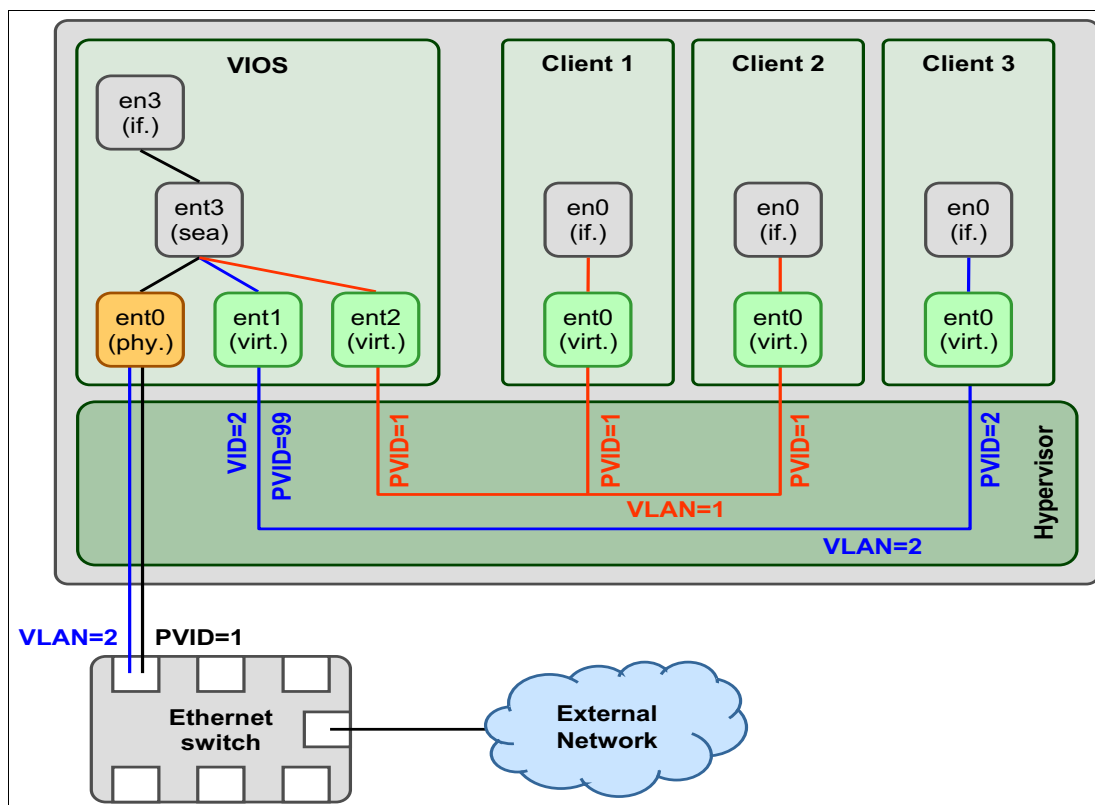 VIOS
Client 1
Client 2
Client 3
en3
(if.)
ent3
(sea)
en0
(if.)
en0
(if.)
en0
(if.)
ent0
(phy.)
ent1
(virt.)
ent2
(virt.)
ent0
(virt.)
ent0
(virt.)
ent0
(virt.)
VID=2
PVID=99
PVID=1
PVID=1
PVID=1
PVID=2
VLAN=1
VLAN=2
Hypervisor
VLAN=2
PVID=1
Ethernet
switch
External
Network